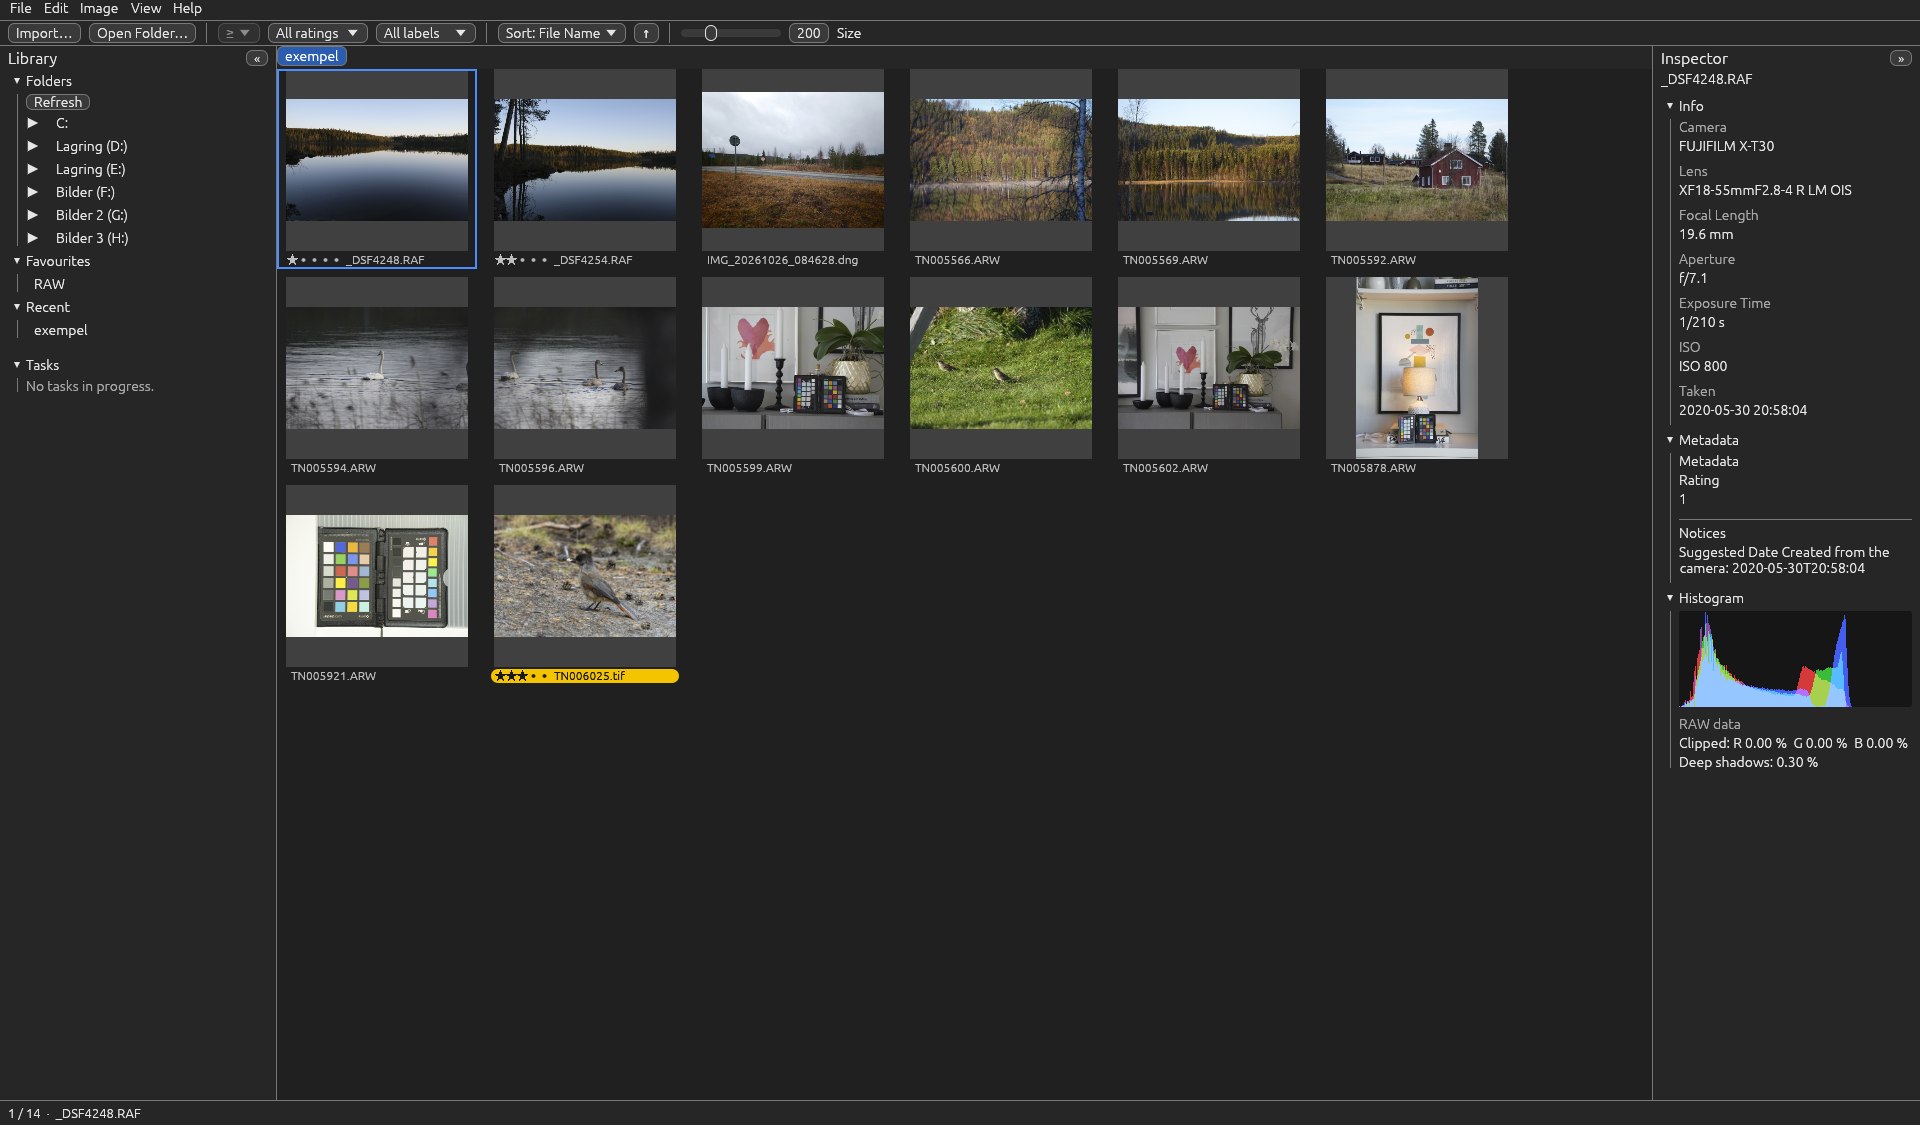 File Edit Image View Help
Import... Open Folder... ≥ All ratings All labels Sort: File Name ↑ 200 Size
Library «
Folders
Refresh
C:
Lagring (D:)
Lagring (E:)
Bilder (F:)
Bilder 2 (G:)
Bilder 3 (H:)
Favourites
RAW
Recent
exempel
Tasks
No tasks in progress.
exempel
_DSF4248.RAF
_DSF4254.RAF
IMG_20261026_084628.dng
TN005566.ARW
TN005569.ARW
TN005592.ARW
TN005594.ARW
TN005596.ARW
TN005599.ARW
TN005600.ARW
TN005602.ARW
TN005878.ARW
TN005921.ARW
TN006025.tif
Inspector »
_DSF4248.RAF
Info
Camera
FUJIFILM X-T30
Lens
XF18-55mmF2.8-4 R LM OIS
Focal Length
19.6 mm
Aperture
f/7.1
Exposure Time
1/210 s
ISO
ISO 800
Taken
2020-05-30 20:58:04
Metadata
Metadata
Rating
1
Notices
Suggested Date Created from the
camera: 2020-05-30T20:58:04
Histogram
RAW data
Clipped: R 0.00 % G 0.00 % B 0.00 %
Deep shadows: 0.30 %
1 / 14 · _DSF4248.RAF